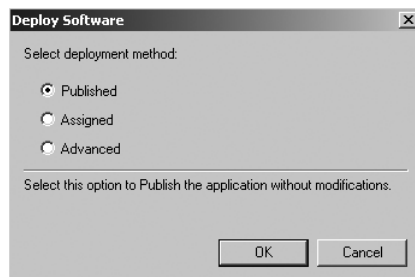 Deploy Software
Select deployment method:
Published
Assigned
Advanced
Select this option to Publish the application without modifications.
OK
Cancel